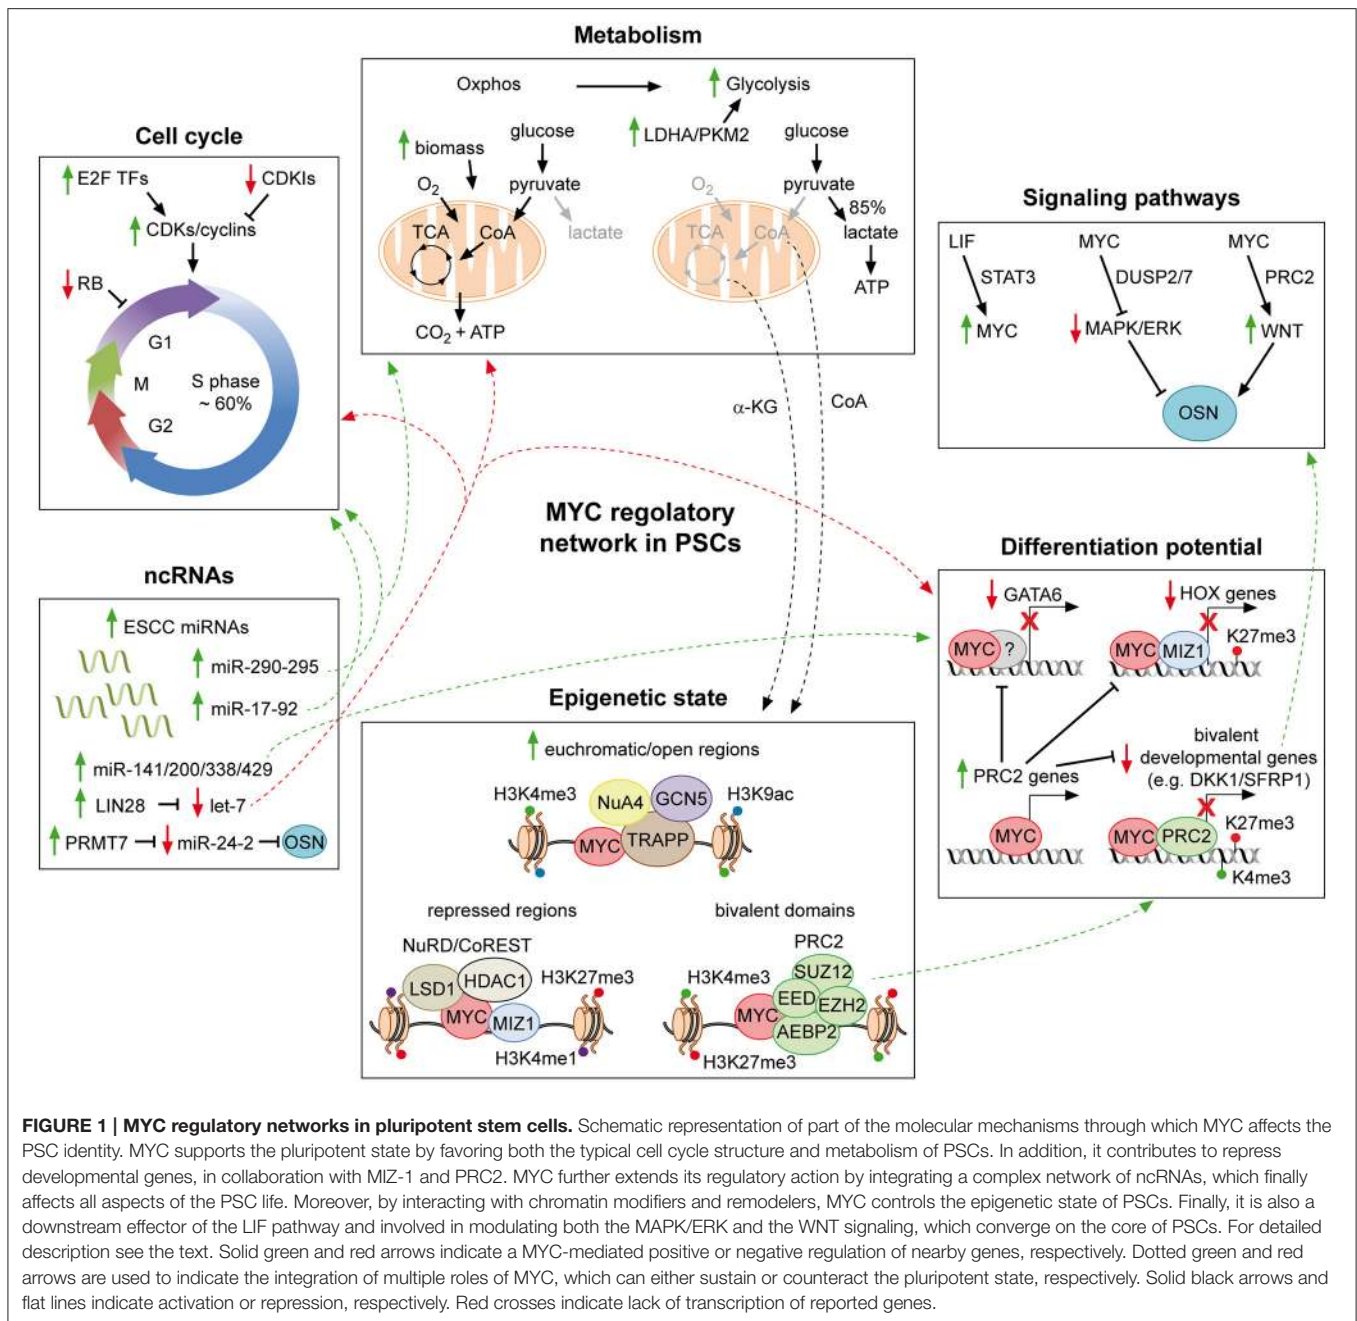 Metabolism
Oxphos
Glycolysis
LDHA/PKM2
biomass
glucose
glucose
O2
pyruvate
O2
pyruvate
85%
TCA
CoA
lactate
TCA
CoA
lactate
CO2 + ATP
ATP
Cell cycle
E2F TFs
CDKIs
CDKs/cyclins
RB
G1
M
S phase
~ 60%
G2
Signaling pathways
LIF
MYC
MYC
STAT3
DUSP2/7
PRC2
MYC
MAPK/ERK
WNT
OSN
α-KG
CoA
MYC regolatory
network in PSCs
ncRNAs
ESCC miRNAs
miR-290-295
miR-17-92
miR-141/200/338/429
LIN28
let-7
PRMT7
miR-24-2
OSN
Differentiation potential
GATA6
HOX genes
X
X
K27me3
MYC
?
MYC
MIZ1
bivalent
developmental genes
(e.g. DKK1/SFRP1)
PRC2 genes
X
MYC
MYC
PRC2
K27me3
K4me3
Epigenetic state
euchromatic/open regions
H3K4me3
NuA4
GCN5
H3K9ac
MYC
TRAPP
repressed regions
bivalent domains
NuRD/CoREST
PRC2
LSD1
HDAC1
H3K27me3
H3K4me3
SUZ12
EED
EZH2
MYC
MIZ1
MYC
AEBP2
H3K4me1
H3K27me3
FIGURE 1 | MYC regulatory networks in pluripotent stem cells. Schematic representation of part of the molecular mechanisms through which MYC affects the
PSC identity. MYC supports the pluripotent state by favoring both the typical cell cycle structure and metabolism of PSCs. In addition, it contributes to repress
developmental genes, in collaboration with MIZ-1 and PRC2. MYC further extends its regulatory action by integrating a complex network of ncRNAs, which finally
affects all aspects of the PSC life. Moreover, by interacting with chromatin modifiers and remodelers, MYC controls the epigenetic state of PSCs. Finally, it is also a
downstream effector of the LIF pathway and involved in modulating both the MAPK/ERK and the WNT signaling, which converge on the core of PSCs. For detailed
description see the text. Solid green and red arrows indicate a MYC-mediated positive or negative regulation of nearby genes, respectively. Dotted green and red
arrows are used to indicate the integration of multiple roles of MYC, which can either sustain or counteract the pluripotent state, respectively. Solid black arrows and
flat lines indicate activation or repression, respectively. Red crosses indicate lack of transcription of reported genes.